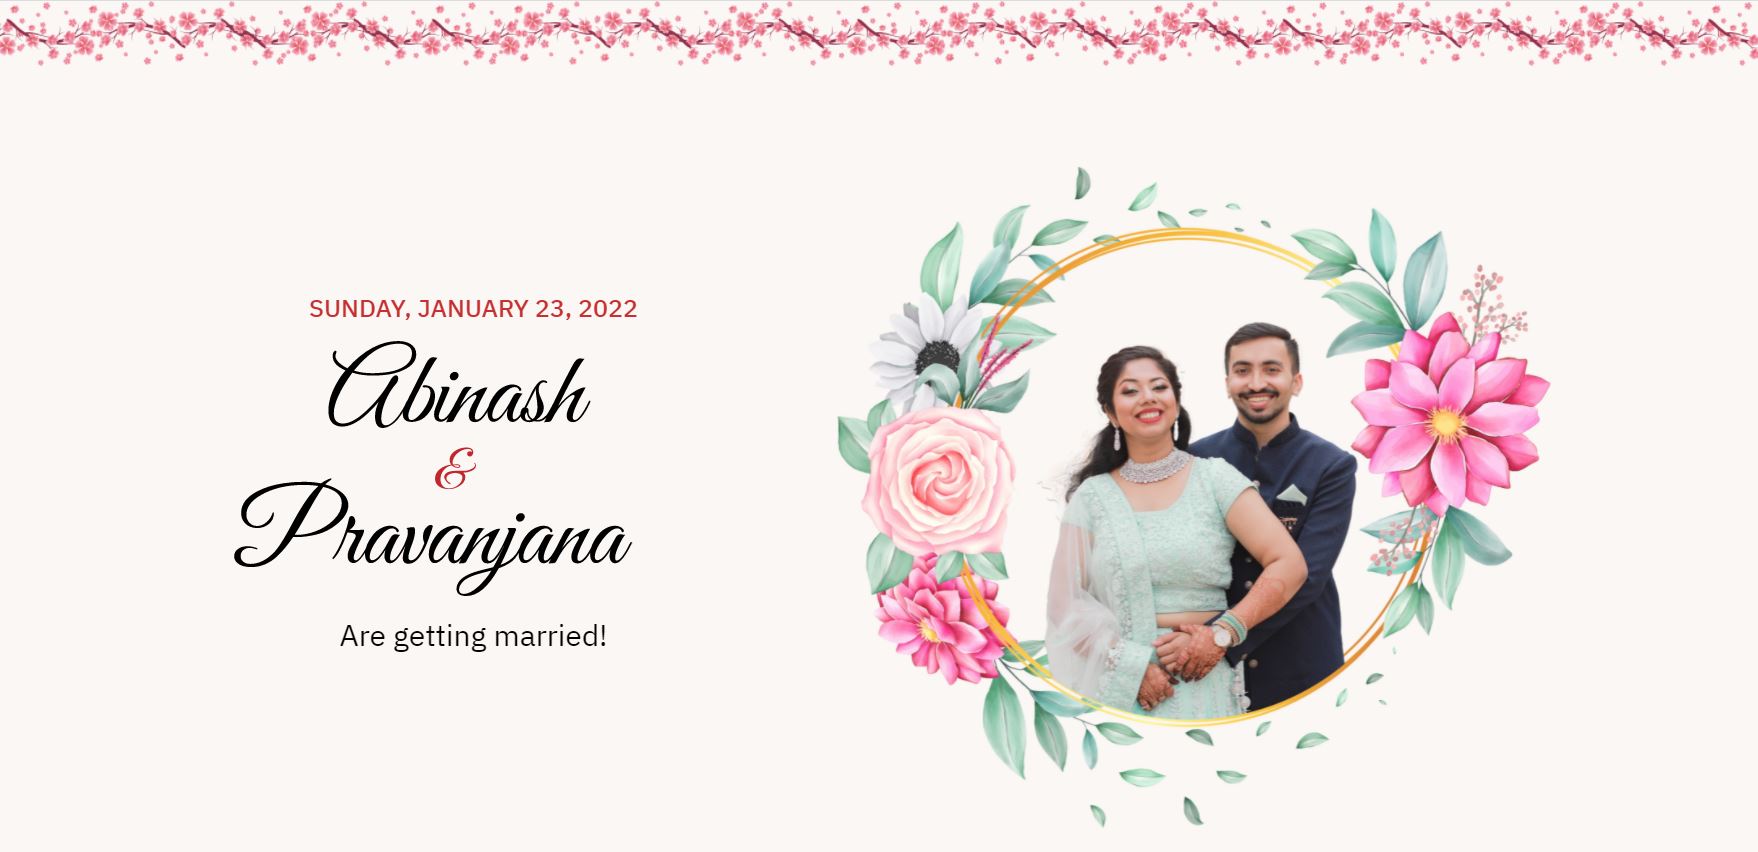 SUNDAY, JANUARY 23, 2022
Abinash
&
Pravanjana
Are getting married!